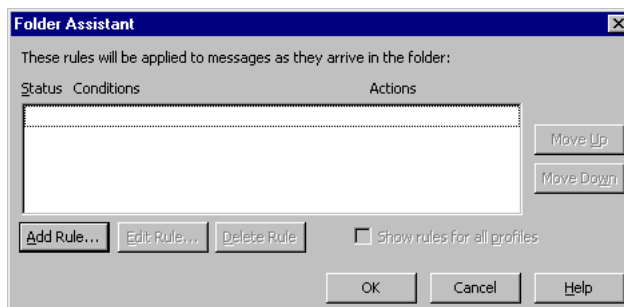 Folder Assistant
These rules will be applied to messages as they arrive in the folder:
Status Conditions Actions
Move Up
Move Down
Add Rule... Edit Rule... Delete Rule Show rules for all profiles
OK Cancel Help